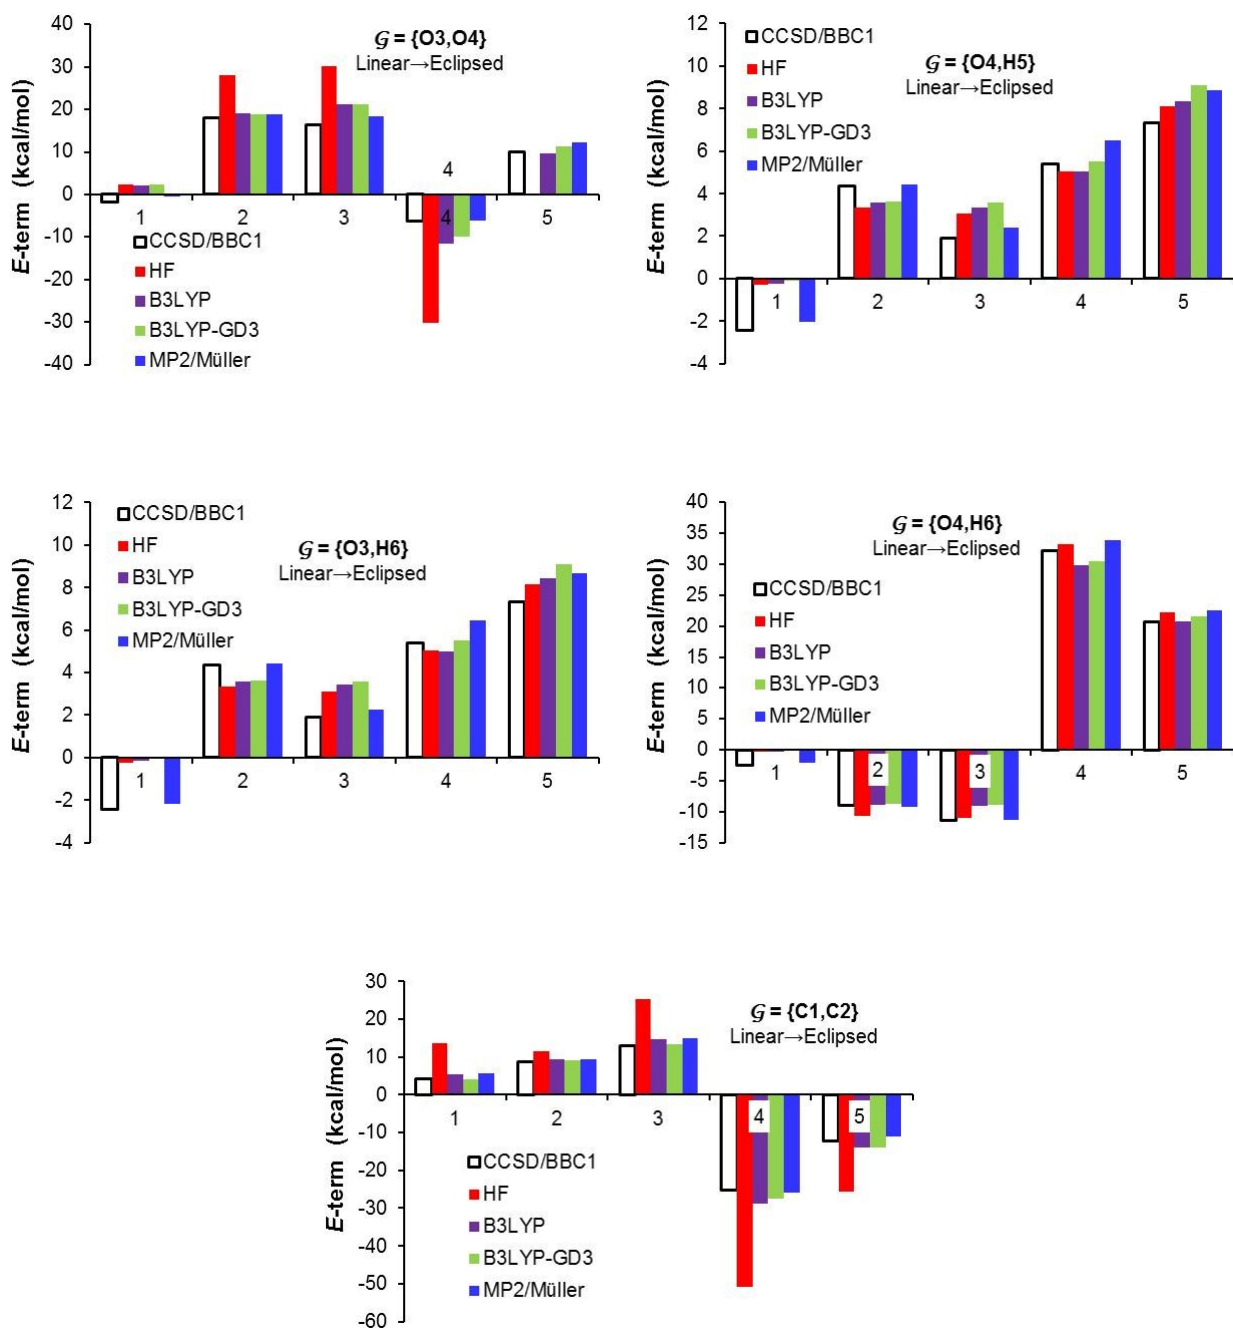 E-term (kcal/mol)
40
30
20
10
0
-10
-20
-30
-40
𝒢 = {O3,O4}
Linear→Eclipsed
4
1
2
3
4
5
CCSD/BBC1
HF
B3LYP
B3LYP-GD3
MP2/Müller
E-term (kcal/mol)
12
10
8
6
4
2
0
-2
-4
CCSD/BBC1
HF
B3LYP
B3LYP-GD3
MP2/Müller
𝒢 = {O4,H5}
Linear→Eclipsed
1
2
3
4
5
E-term (kcal/mol)
12
10
8
6
4
2
0
-2
-4
CCSD/BBC1
HF
B3LYP
B3LYP-GD3
MP2/Müller
𝒢 = {O3,H6}
Linear→Eclipsed
1
2
3
4
5
E-term (kcal/mol)
40
35
30
25
20
15
10
5
0
-5
-10
-15
𝒢 = {O4,H6}
Linear→Eclipsed
CCSD/BBC1
HF
B3LYP
B3LYP-GD3
MP2/Müller
1
2
3
4
5
E-term (kcal/mol)
30
20
10
0
-10
-20
-30
-40
-50
-60
𝒢 = {C1,C2}
Linear→Eclipsed
1
2
3
4
5
CCSD/BBC1
HF
B3LYP
B3LYP-GD3
MP2/Müller